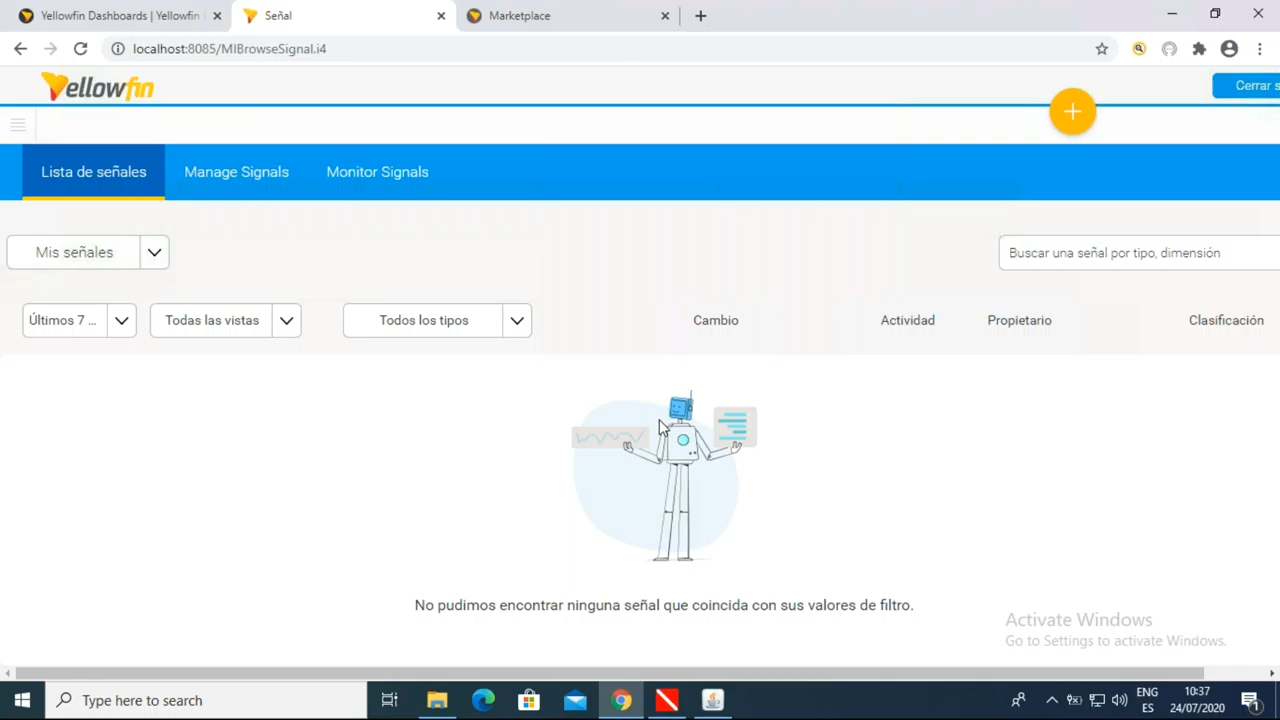 Yellowfin Dashboards | Yellowfin
Señal
Marketplace
localhost:8085/MIBrowseSignal.i4
Yellowfin
Cerrar s
Lista de señales
Manage Signals
Monitor Signals
Mis señales
Buscar una señal por tipo, dimensión
Últimos 7 ...
Todas las vistas
Todos los tipos
Cambio
Actividad
Propietario
Clasificación
No pudimos encontrar ninguna señal que coincida con sus valores de filtro.
Activate Windows
Go to Settings to activate Windows.
Type here to search
ENG
ES
10:37
24/07/2020
1